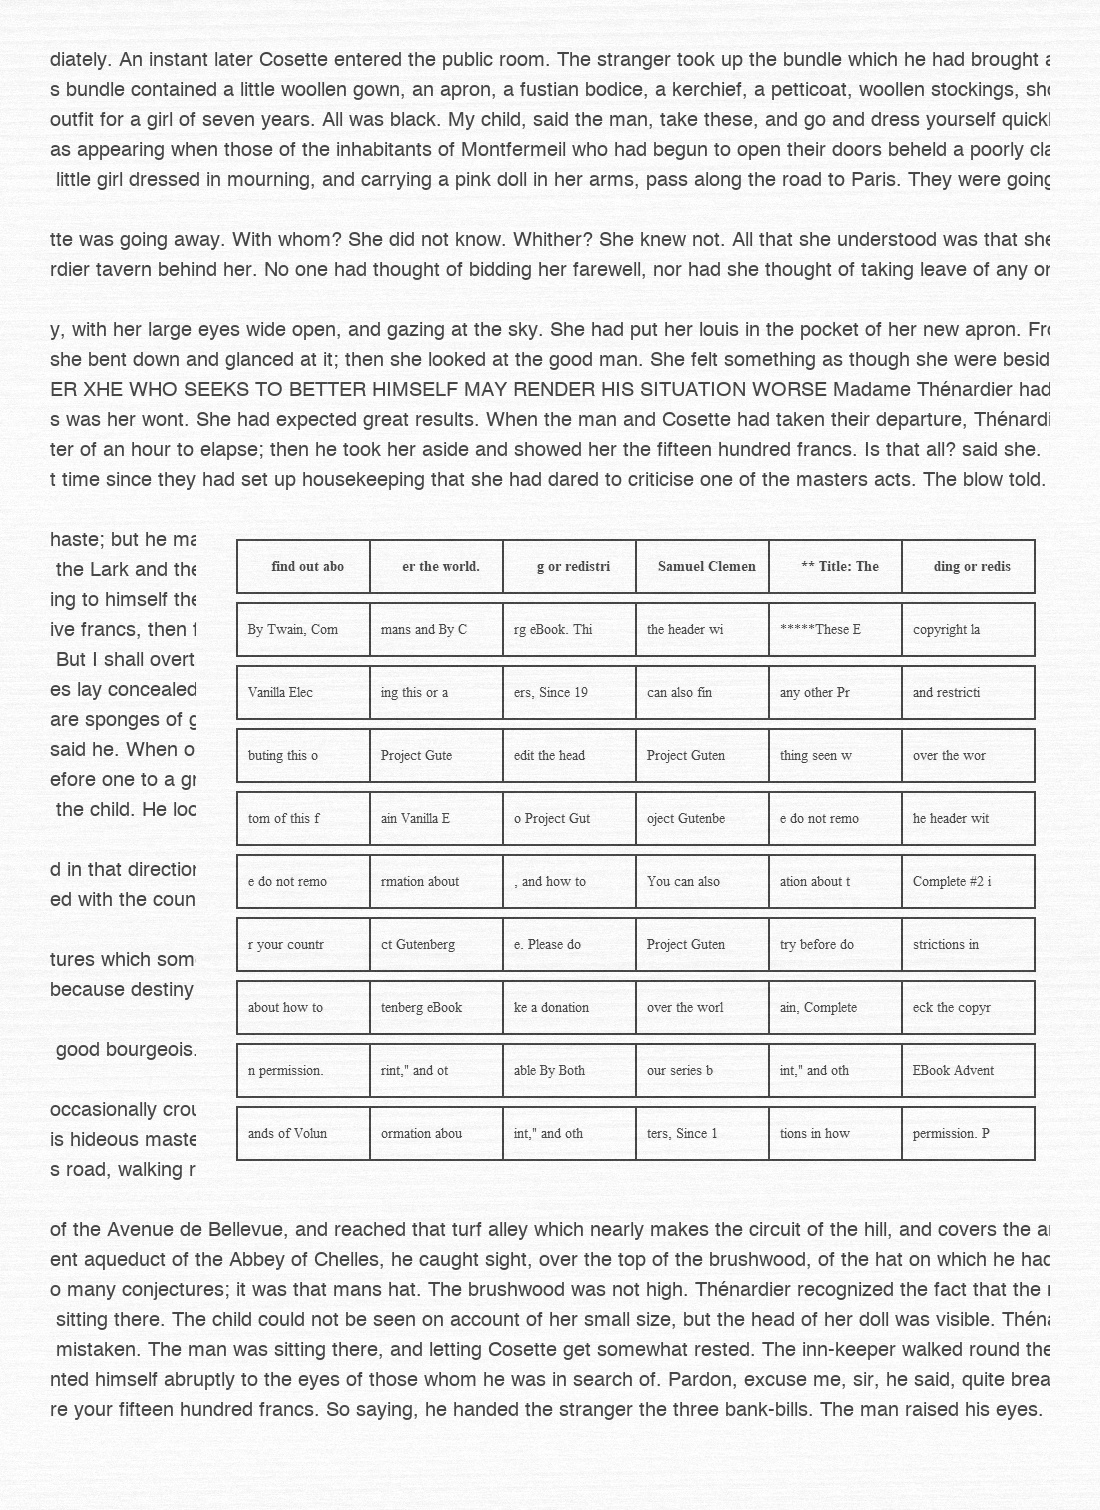 diately. An instant later Cosette entered the public room. The stranger took up the bundle which he had brought
s bundle contained a little woollen gown, an apron, a fustian bodice, a kerchief, a petticoat, woollen stockings,
outfit for a girl of seven years. All was black. My child, said the man, take these, and go and dress yourself
as appearing when those of the inhabitants of Montfermeil who had begun to open their doors beheld a poorly
little girl dressed in mourning, and carrying a pink doll in her arms, pass along the road to Paris. They were going
tte was going away. With whom? She did not know. Whither? She knew not. All that she understood was that she
rdier tavern behind her. No one had thought of bidding her farewell, nor had she thought of taking leave of any
y, with her large eyes wide open, and gazing at the sky. She had put her louis in the pocket of her new apron.
she bent down and glanced at it; then she looked at the good man. She felt something as though she were besid
ER XHE WHO SEEKS TO BETTER HIMSELF MAY RENDER HIS SITUATION WORSE Madame Thénardier had
s was her wont. She had expected great results. When the man and Cosette had taken their departure, Thénardi
ter of an hour to elapse; then he took her aside and showed her the fifteen hundred francs. Is that all? said she.
t time since they had set up housekeeping that she had dared to criticise one of the masters acts. The blow told.
haste; but he ma
the Lark and the
ing to himself the
ive francs, then
But I shall overt
es lay concealed
are sponges of
said he. When o
efore one to a gr
the child. He loc
d in that direction
ed with the coun
tures which som
because destiny
good bourgeois.
occasionally crou
is hideous maste
s road, walking r
find out abo er the world. g or redistri Samuel Clemen ** Title: The ding or redis
By Twain, Com mans and By C rg eBook. Thi the header wi *****These E copyright la
Vanilla Elec ing this or a ers, Since 19 can also fin any other Pr and restricti
buting this o Project Gute edit the head Project Guten thing seen w over the wor
tom of this f ain Vanilla E o Project Gut oject Gutenbe e do not remo he header wit
e do not remo rmation about , and how to You can also ation about t Complete #2 i
r your countr ct Gutenberg e. Please do Project Guten try before do strictions in
about how to tenberg eBook ke a donation over the worl ain, Complete eck the copyr
n permission. rint," and ot able By Both our series b int," and oth EBook Advent
ands of Volun ormation abou int," and oth ters, Since 1 tions in how permission. P
of the Avenue de Bellevue, and reached that turf alley which nearly makes the circuit of the hill, and covers the
ent aqueduct of the Abbey of Chelles, he caught sight, over the top of the brushwood, of the hat on which he had
o many conjectures; it was that mans hat. The brushwood was not high. Thénardier recognized the fact that the
sitting there. The child could not be seen on account of her small size, but the head of her doll was visible.
mistaken. The man was sitting there, and letting Cosette get somewhat rested. The inn-keeper walked round the
nted himself abruptly to the eyes of those whom he was in search of. Pardon, excuse me, sir, he said, quite brea
re your fifteen hundred francs. So saying, he handed the stranger the three bank-bills. The man raised his eyes.